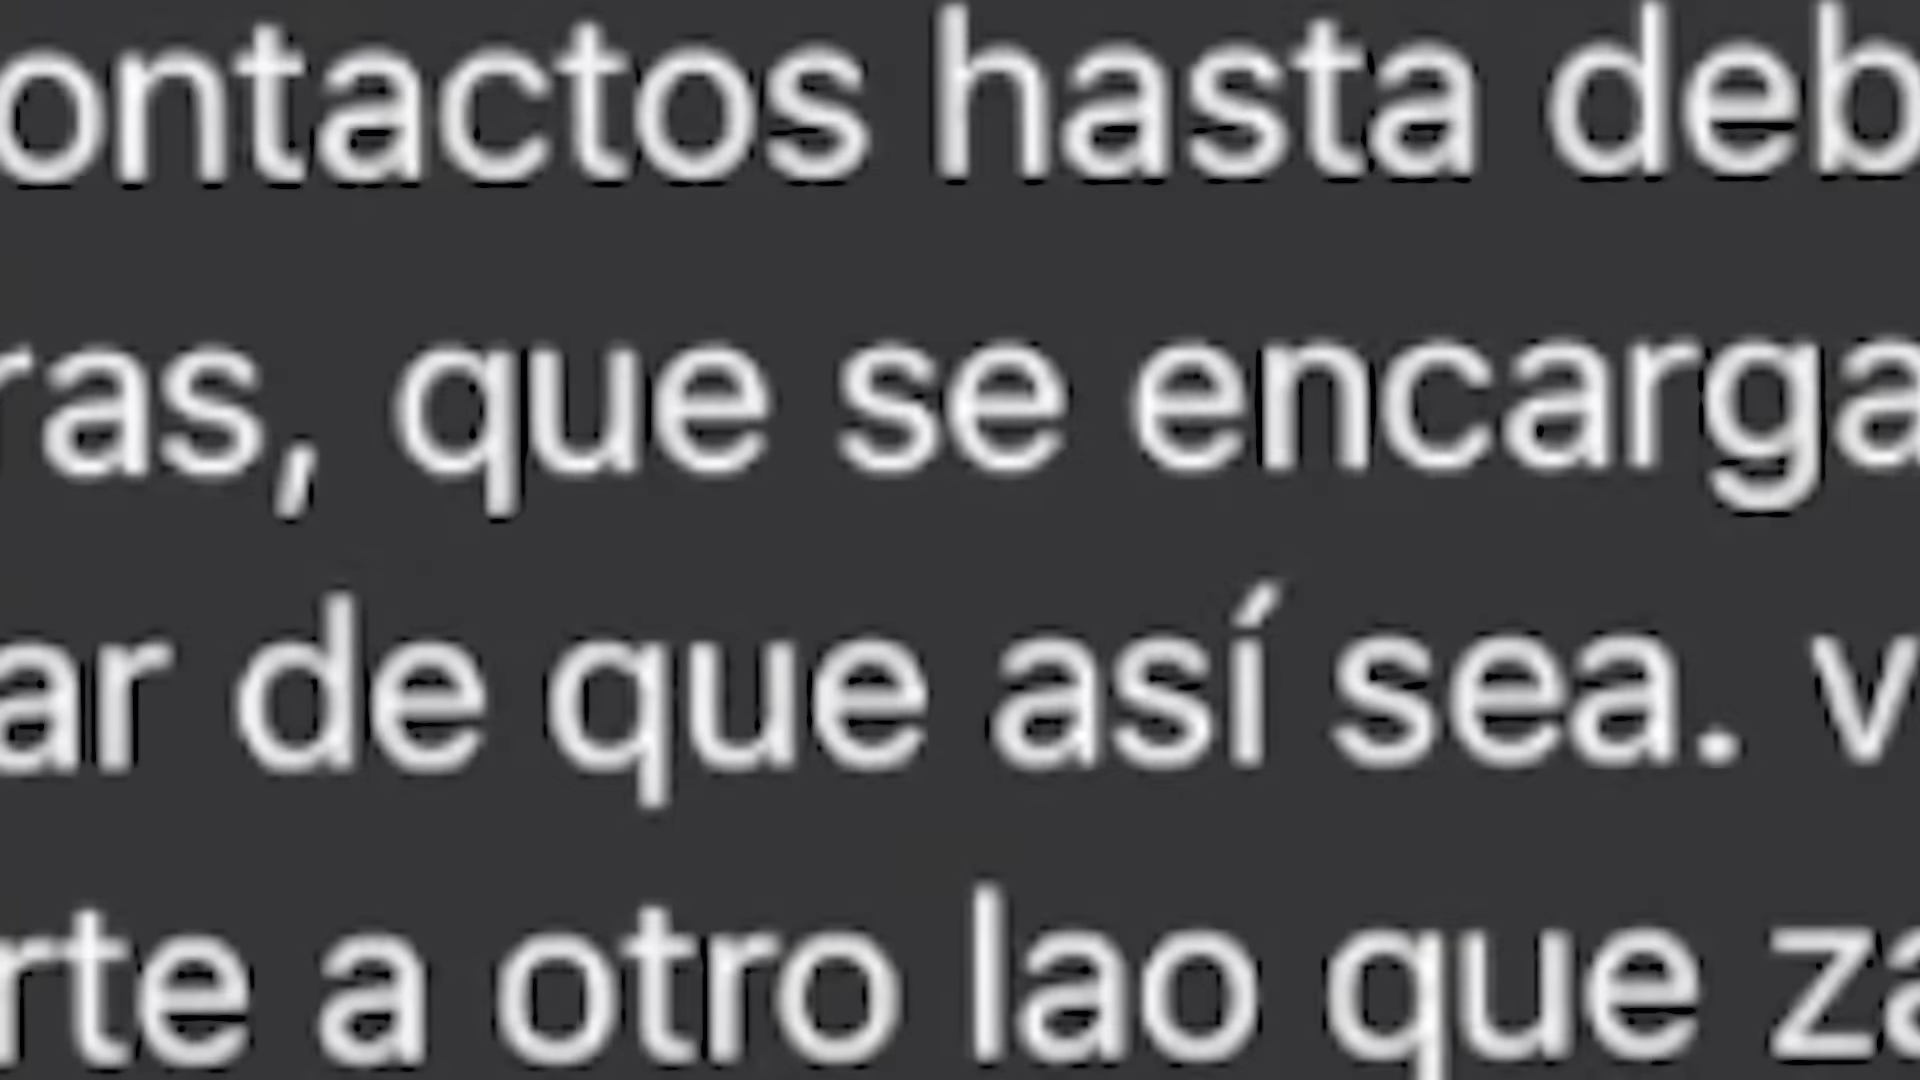 ontactos hasta deb
ras, que se encarga
ar de que así sea. v
rte a otro lao que za